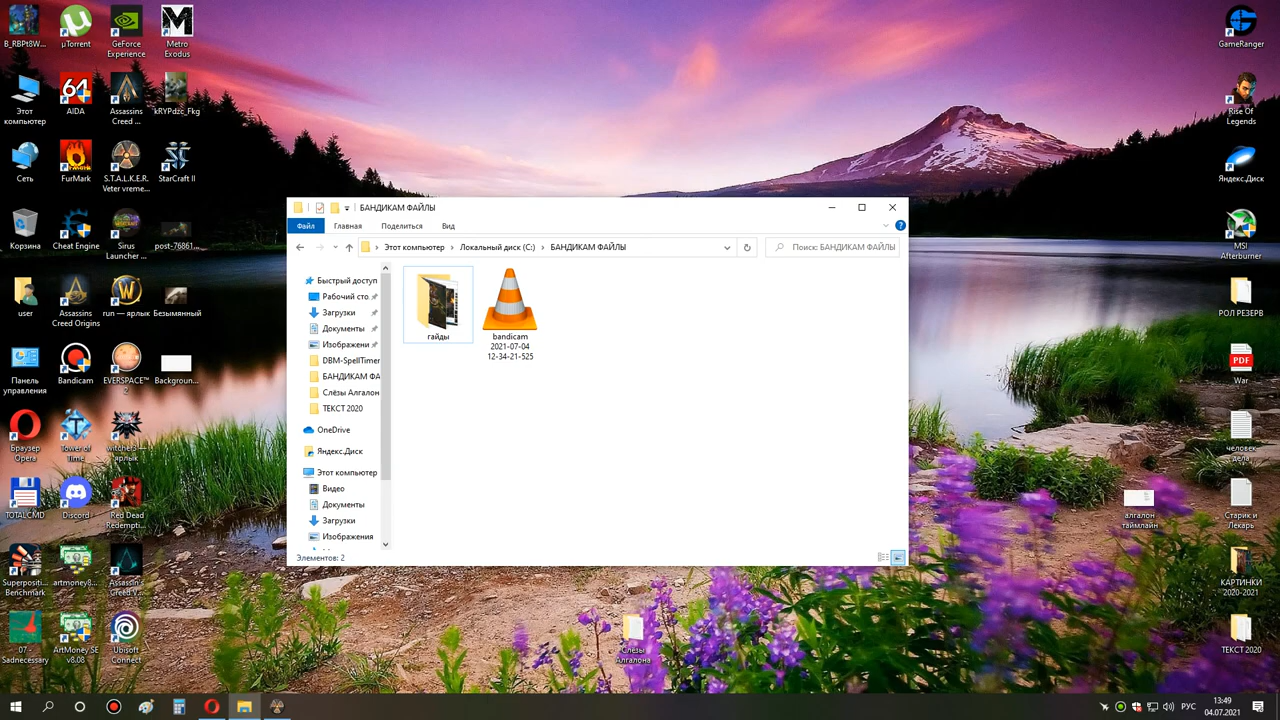 B_RBPt8W...
µTorrent
GeForce
Experience
Metro
Exodus
GameRanger
Этот
компьютер
AIDA
Assassins
Creed ...
kRYPdzc_Fkg
Rise Of
Legends
Сеть
FurMark
S.T.A.L.K.E.R.
Veter vreme...
StarCraft II
Яндекс.Диск
Корзина
Cheat Engine
Sirus
Launcher ...
post-76861...
MSI
Afterburner
user
Assassins
Creed Origins
run — ярлык
Безымянный
РОЛ РЕЗЕРВ
Панель
управления
Bandicam
EVERSPACE™
2
Backgroun...
War
Браузер
Opera
Tower of
Time
witcher3 —
ярлык
человек
дела
TOTALCMD
Discord
Red Dead
Redempti...
алгалон
таймлайн
Старик и
Лекарь
Superpositi...
Benchmark
artmoney8...
Assassin's
Creed V...
КАРТИНКИ
2020-2021
07 -
Sadnecessary
ArtMoney SE
v8.08
Ubisoft
Connect
Слёзы
Алгалона
ТЕКСТ 2020
БАНДИКАМ ФАЙЛЫ
Файл
Главная
Поделиться
Вид
Этот компьютер
Локальный диск (C:)
БАНДИКАМ ФАЙЛЫ
Поиск: БАНДИКАМ ФАЙЛЫ
Быстрый доступ
Рабочий сто
Загрузки
Документы
Изображени
DBM-SpellTimer
БАНДИКАМ ФА
Слёзы Алгалон
ТЕКСТ 2020
OneDrive
Яндекс.Диск
Этот компьютер
Видео
Документы
Загрузки
Изображения
гайды
bandicam
2021-07-04
12-34-21-525
Элементов: 2
РУС
13:49
04.07.2021